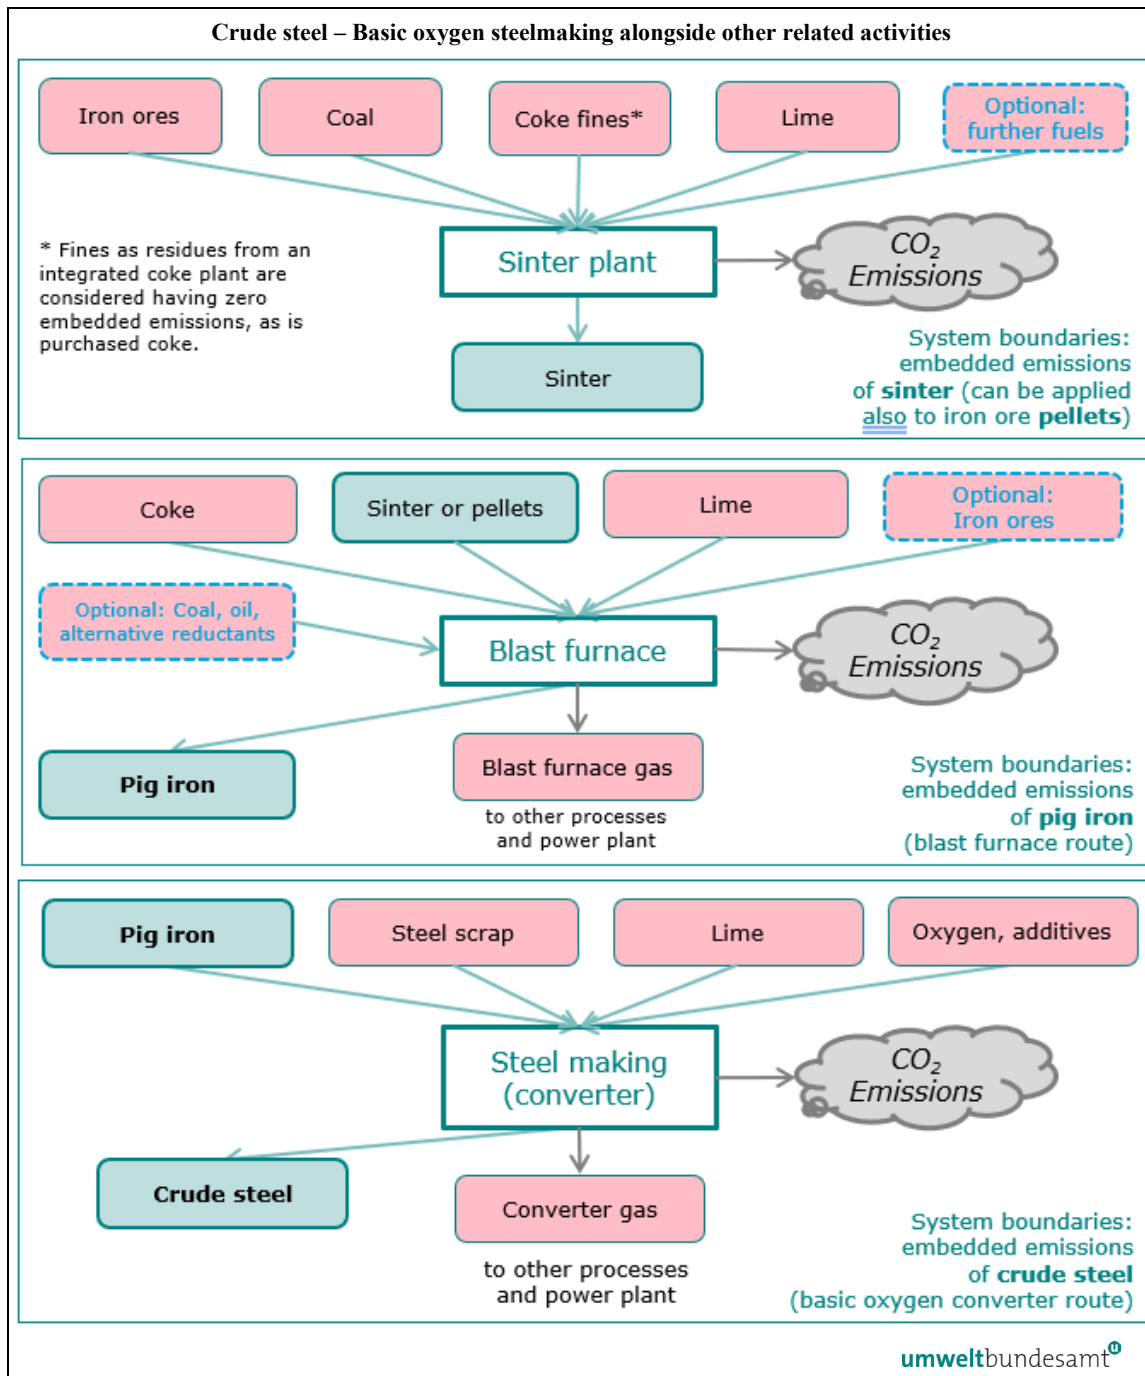 Crude steel – Basic oxygen steelmaking alongside other related activities
Iron ores
Coal
Coke fines*
Lime
Optional:
further fuels
Sinter plant
CO₂
Emissions
* Fines as residues from an
integrated coke plant are
considered having zero
embedded emissions, as is
purchased coke.
Sinter
System boundaries:
embedded emissions
of sinter (can be applied
also to iron ore pellets)
Coke
Sinter or pellets
Lime
Optional:
Iron ores
Optional: Coal, oil,
alternative reductants
Blast furnace
CO₂
Emissions
Pig iron
Blast furnace gas
to other processes
and power plant
System boundaries:
embedded emissions
of pig iron
(blast furnace route)
Pig iron
Steel scrap
Lime
Oxygen, additives
Steel making
(converter)
CO₂
Emissions
Crude steel
Converter gas
to other processes
and power plant
System boundaries:
embedded emissions
of crude steel
(basic oxygen converter route)
umweltbundesamt
u